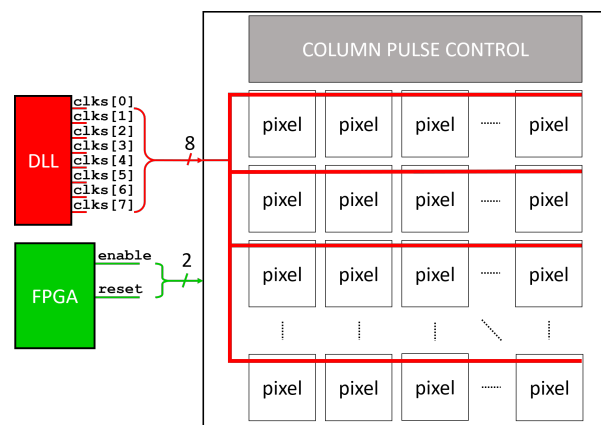 COLUMN PULSE CONTROL
clks[0]
clks[1]
clks[2]
clks[3]
clks[4]
clks[5]
clks[6]
clks[7]
DLL
8
pixel pixel pixel pixel
pixel pixel pixel pixel
enable
reset
FPGA
2
pixel pixel pixel pixel
pixel pixel pixel pixel